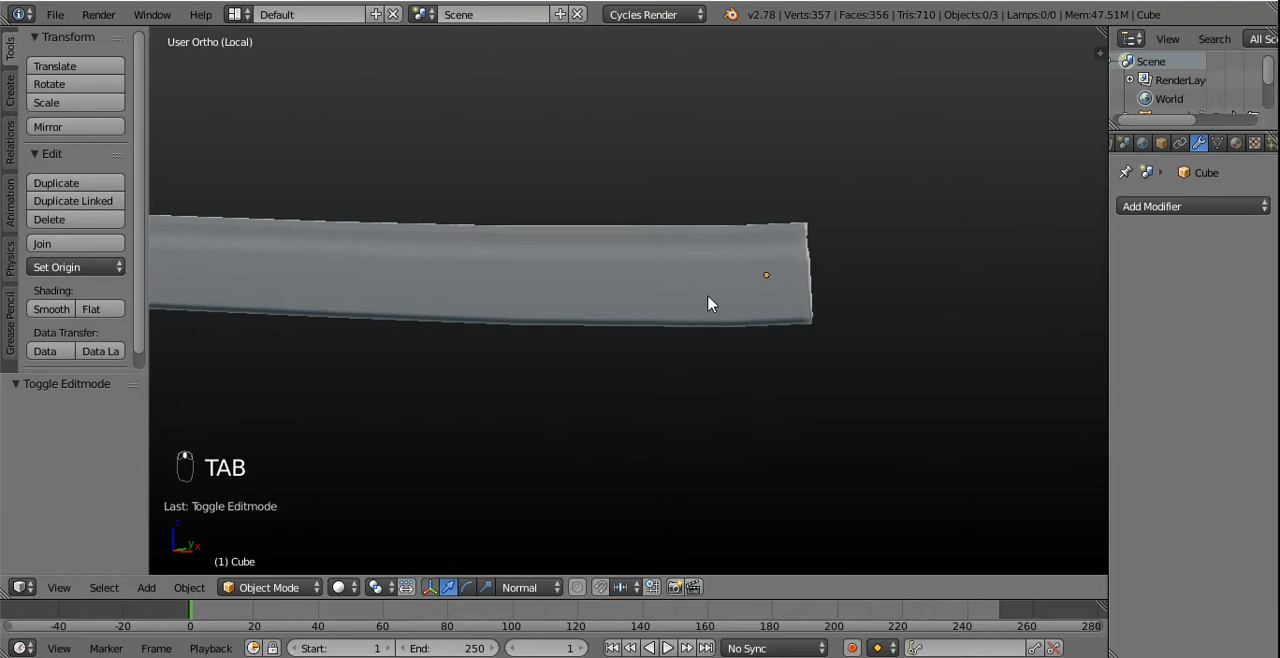 File Render Window Help Default Scene Cycles Render v2.78 | Verts:357 | Faces:356 | Tris:710 | Objects:0/3 | Lamps:0/0 | Mem:47.51M | Cube
Tools
Create
Relations
Animation
Physics
Grease Pencil
Transform
Translate
Rotate
Scale
Mirror
Edit
Duplicate
Duplicate Linked
Delete
Join
Set Origin
Shading:
Smooth Flat
Data Transfer:
Data Data La
Toggle Editmode
User Ortho (Local)
TAB
Last: Toggle Editmode
z
y x
(1) Cube
View Search All Sc
Scene
RenderLay
World
Cube
Add Modifier
View Select Add Object Object Mode Normal
-40 -20 0 20 40 60 80 100 120 140 160 180 200 220 240 260 280
View Marker Frame Playback Start: 1 End: 250 1 No Sync